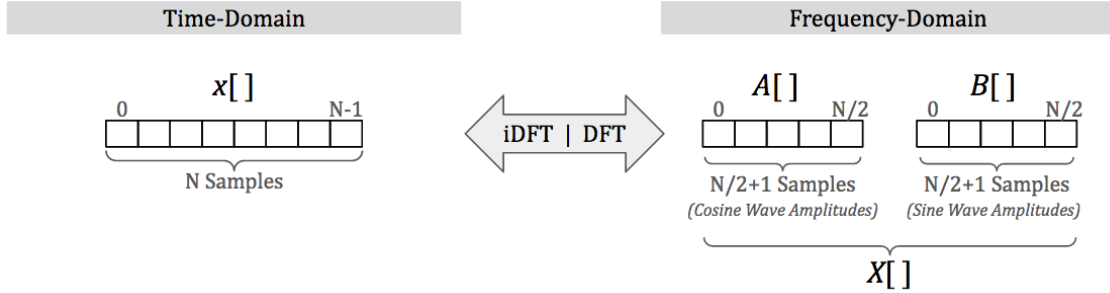 Time-Domain
Frequency-Domain
x[ ]
0 N-1
N Samples
iDFT | DFT
A[ ]
0 N/2
N/2+1 Samples
(Cosine Wave Amplitudes)
B[ ]
0 N/2
N/2+1 Samples
(Sine Wave Amplitudes)
X[ ]